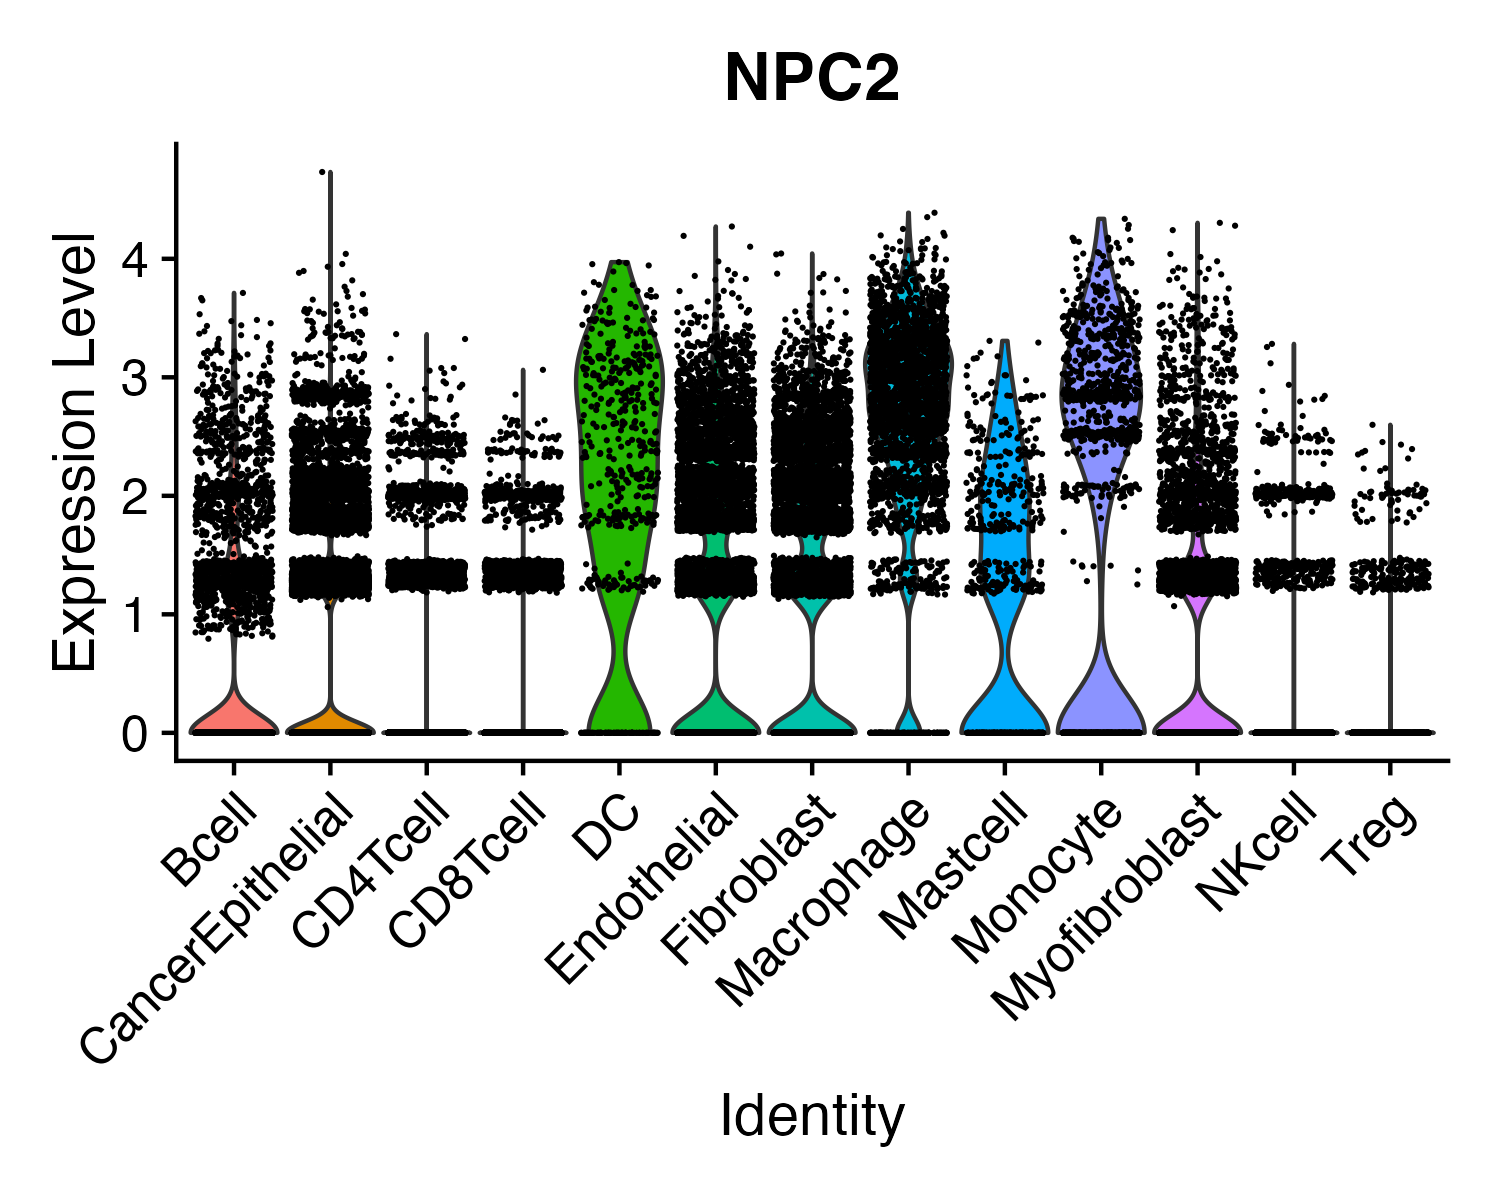 NPC2
Expression Level
4
3
2
1
0
Bcell
CancerEpithelial
CD4Tcell
CD8Tcell
DC
Endothelial
Fibroblast
Macrophage
Mastcell
Monocyte
Myofibroblast
NKcell
Treg
Identity